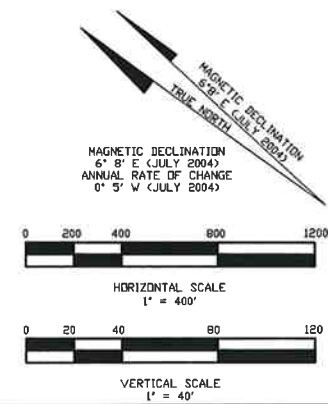 MAGNETIC DECLINATION
6° 8' E (JULY 2004)
TRUE NORTH
MAGNETIC DECLINATION
6° 8' E (JULY 2004)
ANNUAL RATE OF CHANGE
0° 5' W (JULY 2004)
0 200 400 800 1200
HORIZONTAL SCALE
1" = 400'
0 20 40 80 120
VERTICAL SCALE
1" = 40'